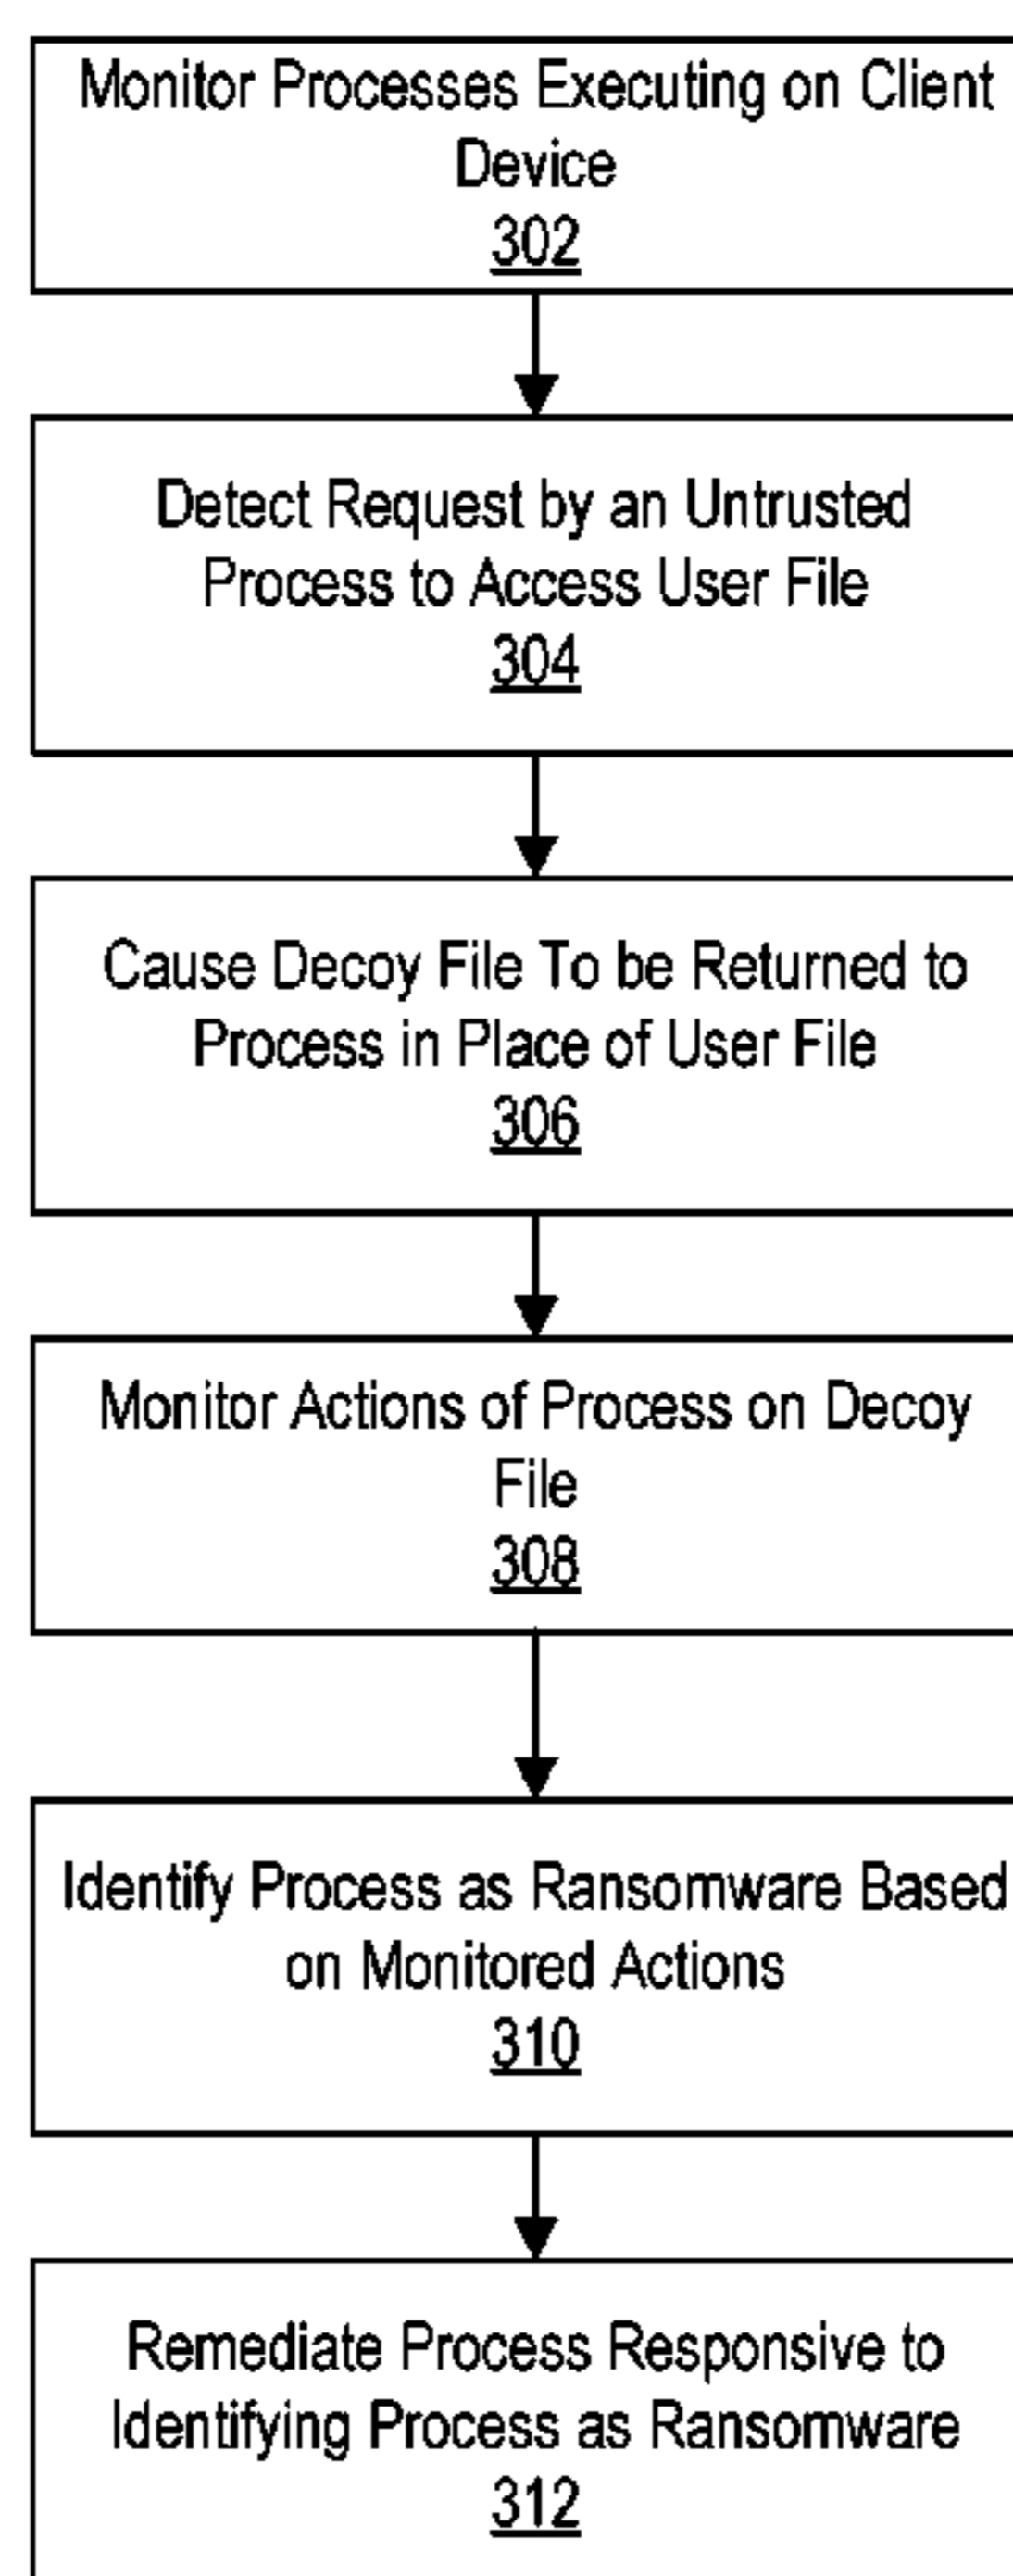 Monitor Processes Executing on Client
Device
302
Detect Request by an Untrusted
Process to Access User File
304
Cause Decoy File To be Returned to
Process in Place of User File
306
Monitor Actions of Process on Decoy
File
308
Identify Process as Ransomware Based
on Monitored Actions
310
Remediate Process Responsive to
Identifying Process as Ransomware
312